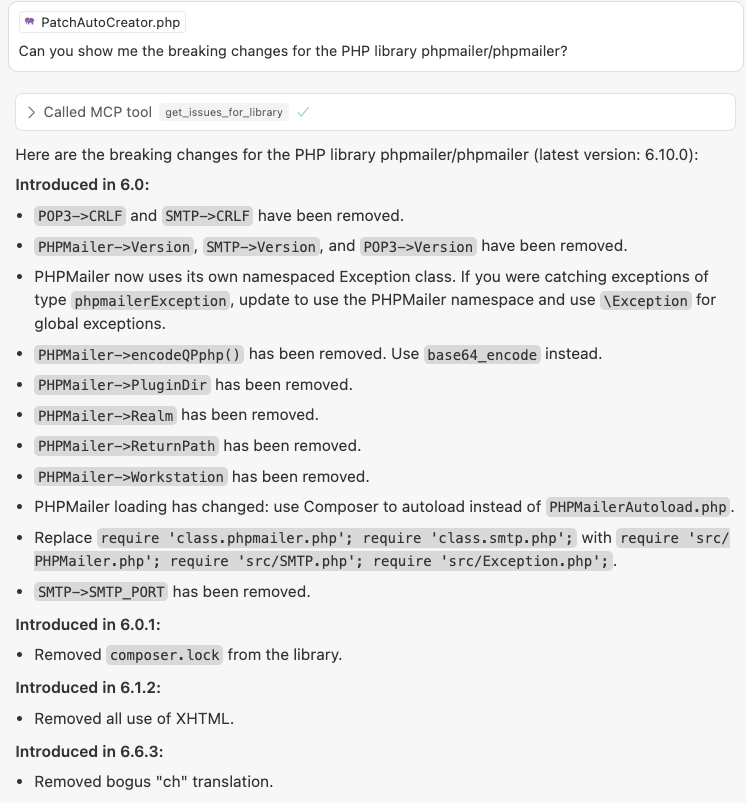 PatchAutoCreator.php
Can you show me the breaking changes for the PHP library phpmailer/phpmailer?
Called MCP tool get_issues_for_library
Here are the breaking changes for the PHP library phpmailer/phpmailer (latest version: 6.10.0):
Introduced in 6.0:
• POP3->CRLF and SMTP->CRLF have been removed.
• PHPMailer->Version, SMTP->Version, and POP3->Version have been removed.
• PHPMailer now uses its own namespaced Exception class. If you were catching exceptions of
type phpmailerException, update to use the PHPMailer namespace and use \Exception for
global exceptions.
• PHPMailer->encodeQPphp() has been removed. Use base64_encode instead.
• PHPMailer->PluginDir has been removed.
• PHPMailer->Realm has been removed.
• PHPMailer->ReturnPath has been removed.
• PHPMailer->Workstation has been removed.
• PHPMailer loading has changed: use Composer to autoload instead of PHPMailerAutoload.php.
• Replace require 'class.phpmailer.php'; require 'class.smtp.php'; with require 'src/
PHPMailer.php'; require 'src/SMTP.php'; require 'src/Exception.php';.
• SMTP->SMTP_PORT has been removed.
Introduced in 6.0.1:
• Removed composer.lock from the library.
Introduced in 6.1.2:
• Removed all use of XHTML.
Introduced in 6.6.3:
• Removed bogus "ch" translation.